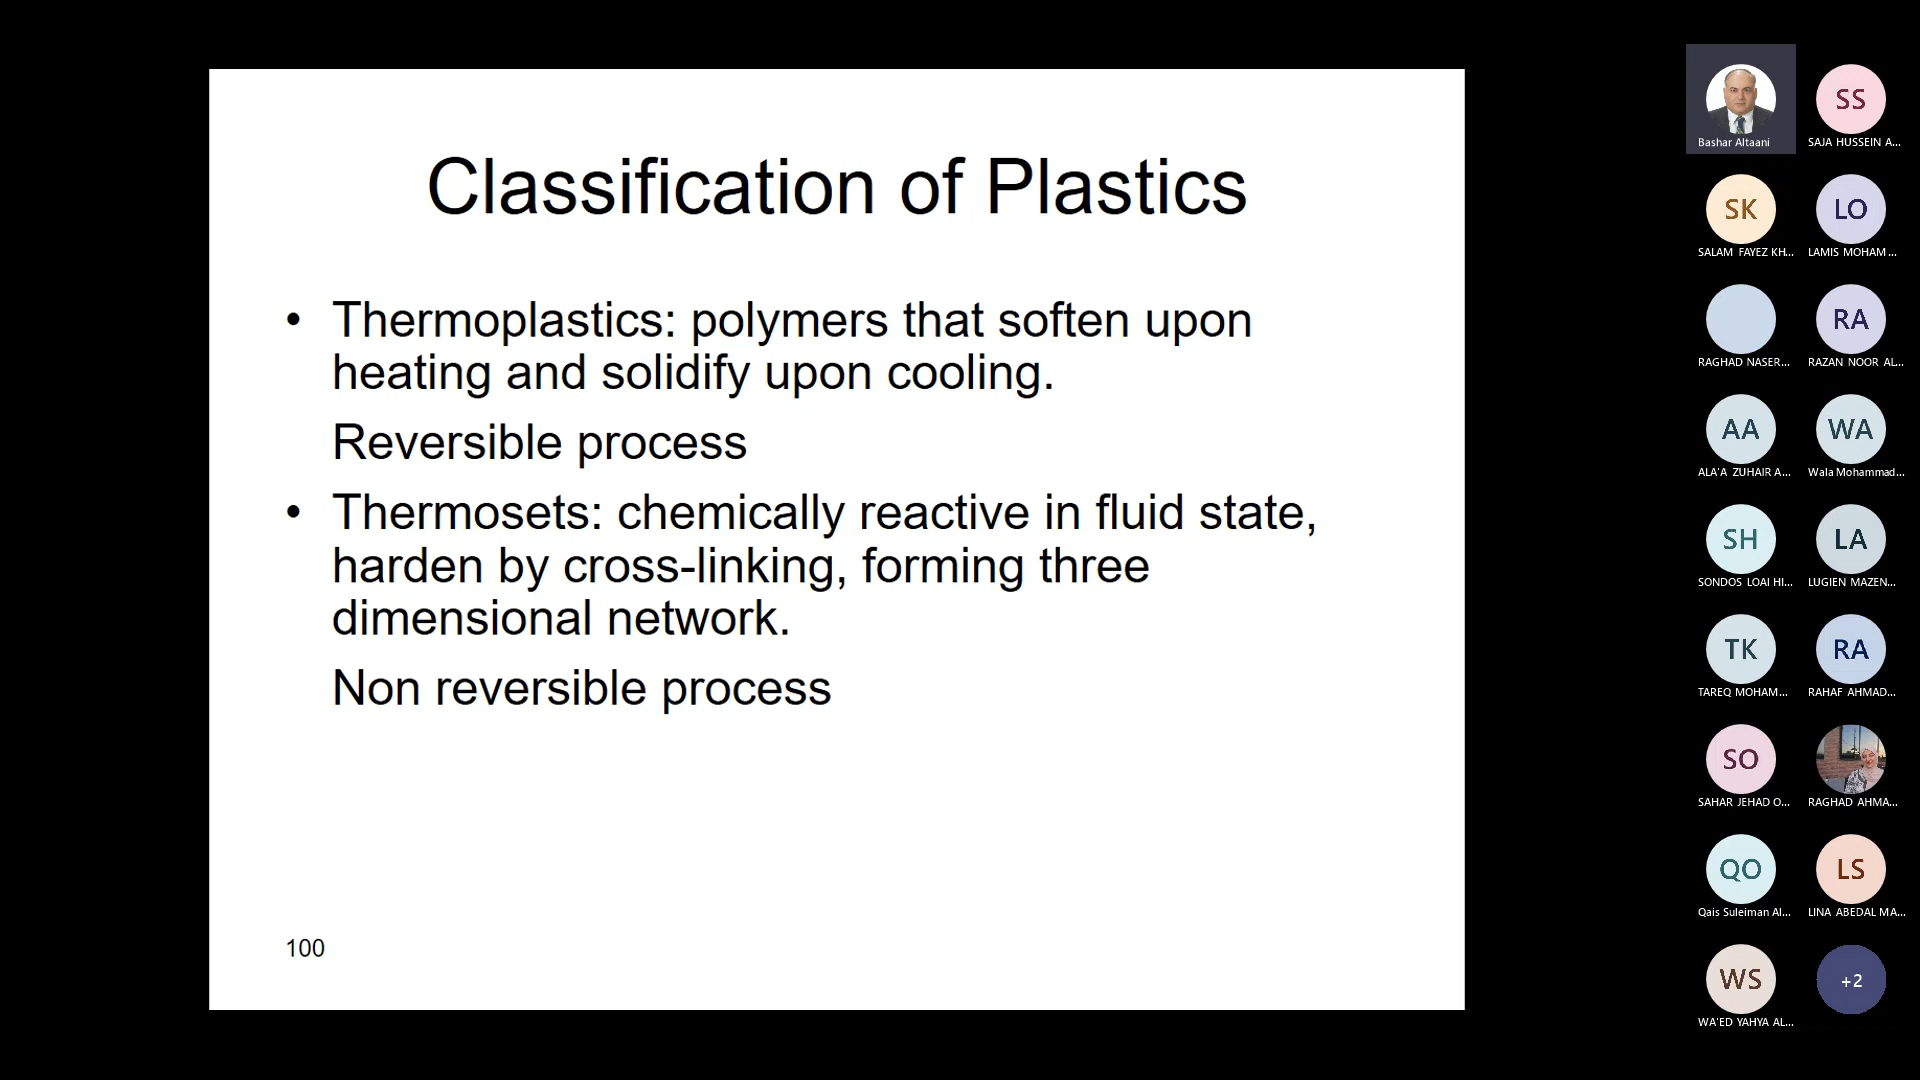 Classification of Plastics
• Thermoplastics: polymers that soften upon
heating and solidify upon cooling.
Reversible process
• Thermosets: chemically reactive in fluid state,
harden by cross-linking, forming three
dimensional network.
Non reversible process
100
Bashar Altaani
SS
SAJA HUSSEIN A...
SK
SALAM FAYEZ KH...
LO
LAMIS MOHAM...
RAGHAD NASER...
RA
RAZAN NOOR AL...
AA
ALA'A ZUHAIR A...
WA
Wala Mohammad...
SH
SONDOS LOAI HI...
LA
LUGIEN MAZEN...
TK
TAREQ MOHAM...
RA
RAHAF AHMAD...
SO
SAHAR JEHAD O...
RAGHAD AHMA...
QO
Qais Suleiman Al...
LS
LINA ABEDAL MA...
WS
WA'ED YAHYA AL...
+2